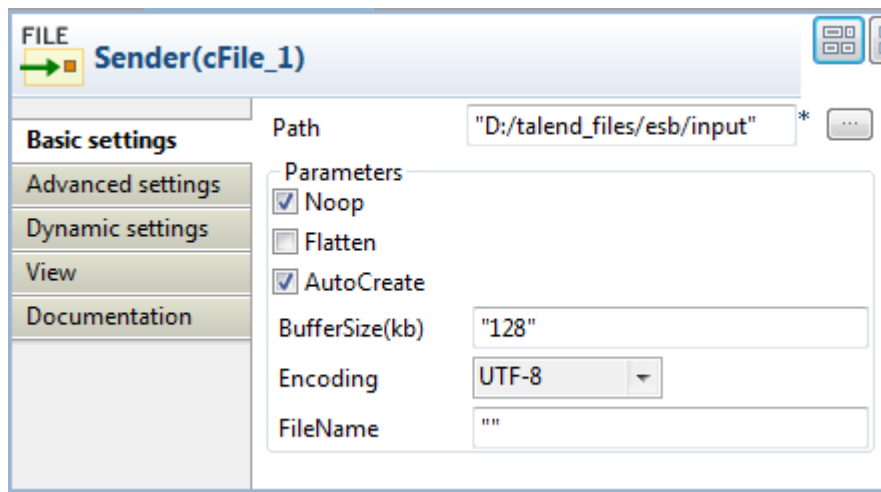 FILE
Sender(cFile_1)
Basic settings
Advanced settings
Dynamic settings
View
Documentation
Path "D:/talend_files/esb/input" * ...
Parameters
Noop
Flatten
AutoCreate
BufferSize(kb) "128"
Encoding UTF-8
FileName ""